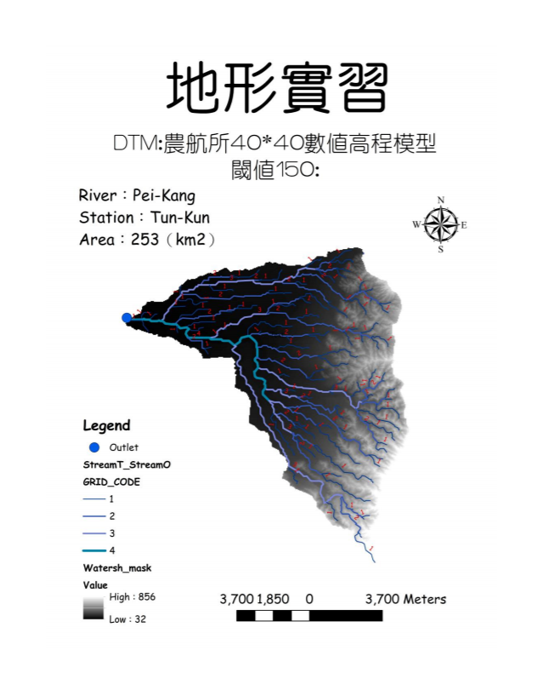 地形實習
DTM:農航所40*40數值高程模型
閾值150:
River：Pei-Kang
Station：Tun-Kun
Area：253（km2）
N
W E
S
Legend
Outlet
StreamT_StreamO
GRID_CODE
1
2
3
4
Watersh_mask
Value
High : 856
Low : 32
3,700 1,850 0 3,700 Meters